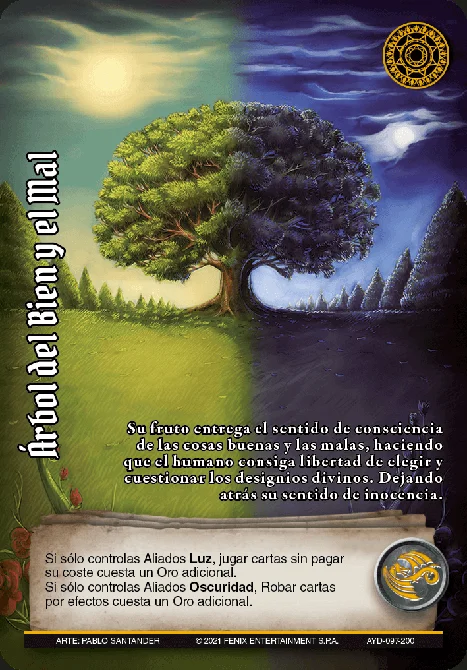 Árbol del Bien y el Mal
Su fruto entrega el sentido de consciencia
de las cosas buenas y las malas, haciendo
que el humano consiga libertad de elegir y
cuestionar los designios divinos. Dejando
atrás su sentido de inocencia.
Si sólo controlas Aliados Luz, jugar cartas sin pagar
su coste cuesta un Oro adicional.
Si sólo controlas Aliados Oscuridad, Robar cartas
por efectos cuesta un Oro adicional.
ARTE: PABLO SANTANDER © 2021 FENIX ENTERTAINMENT S.P.A. AYD-097-200